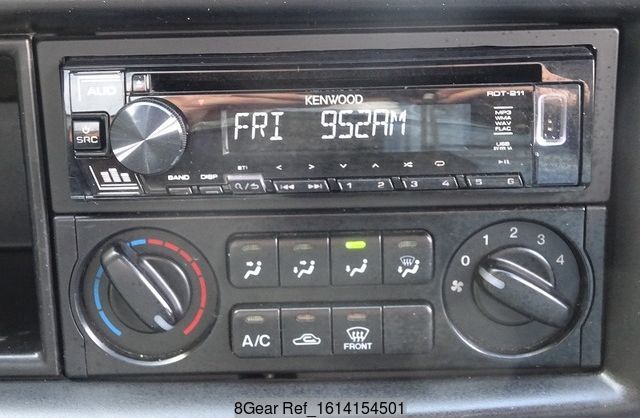 AUD
KENWOOD
RDT-211
FRI 952AM
MP3
WMA
WAV
FLAC
USB
SRC
BAND DISP
1 2 3 4 5 6
0 1 2 3 4
A/C
FRONT
8Gear Ref_1614154501